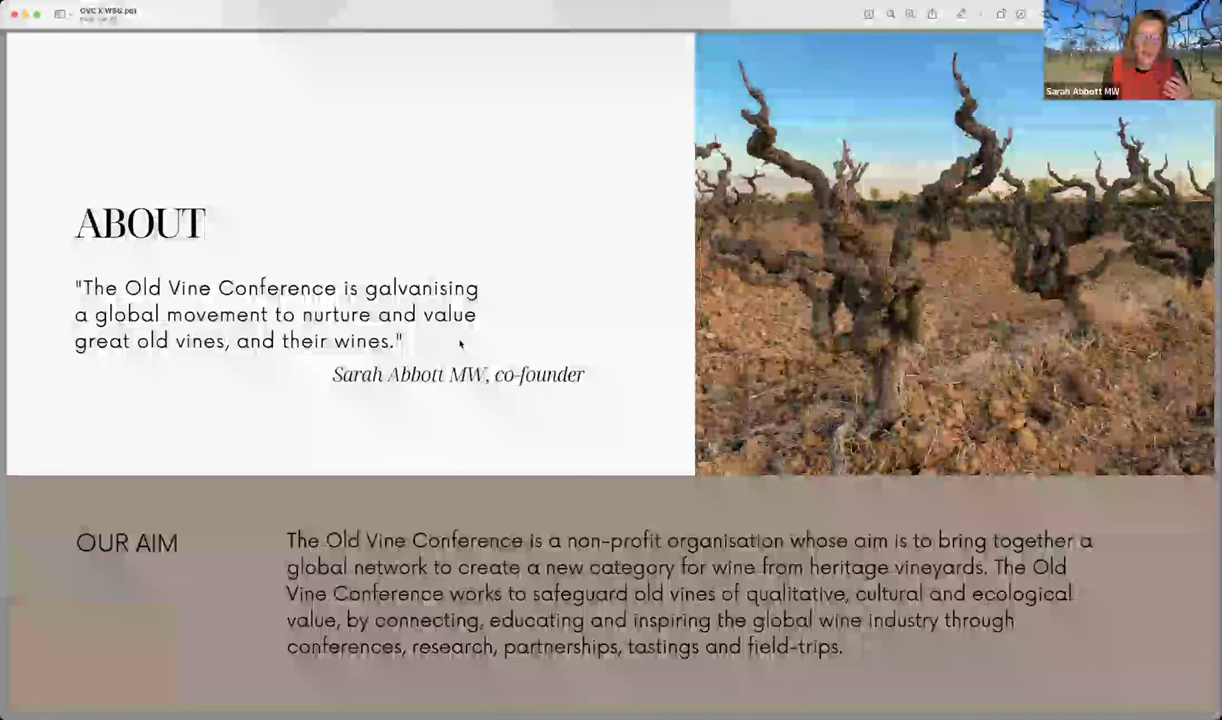 OVC X WSG.pdf
Sarah Abbott MW
ABOUT
"The Old Vine Conference is galvanising
a global movement to nurture and value
great old vines, and their wines."
Sarah Abbott MW, co-founder
OUR AIM
The Old Vine Conference is a non-profit organisation whose aim is to bring together a
global network to create a new category for wine from heritage vineyards. The Old
Vine Conference works to safeguard old vines of qualitative, cultural and ecological
value, by connecting, educating and inspiring the global wine industry through
conferences, research, partnerships, tastings and field-trips.